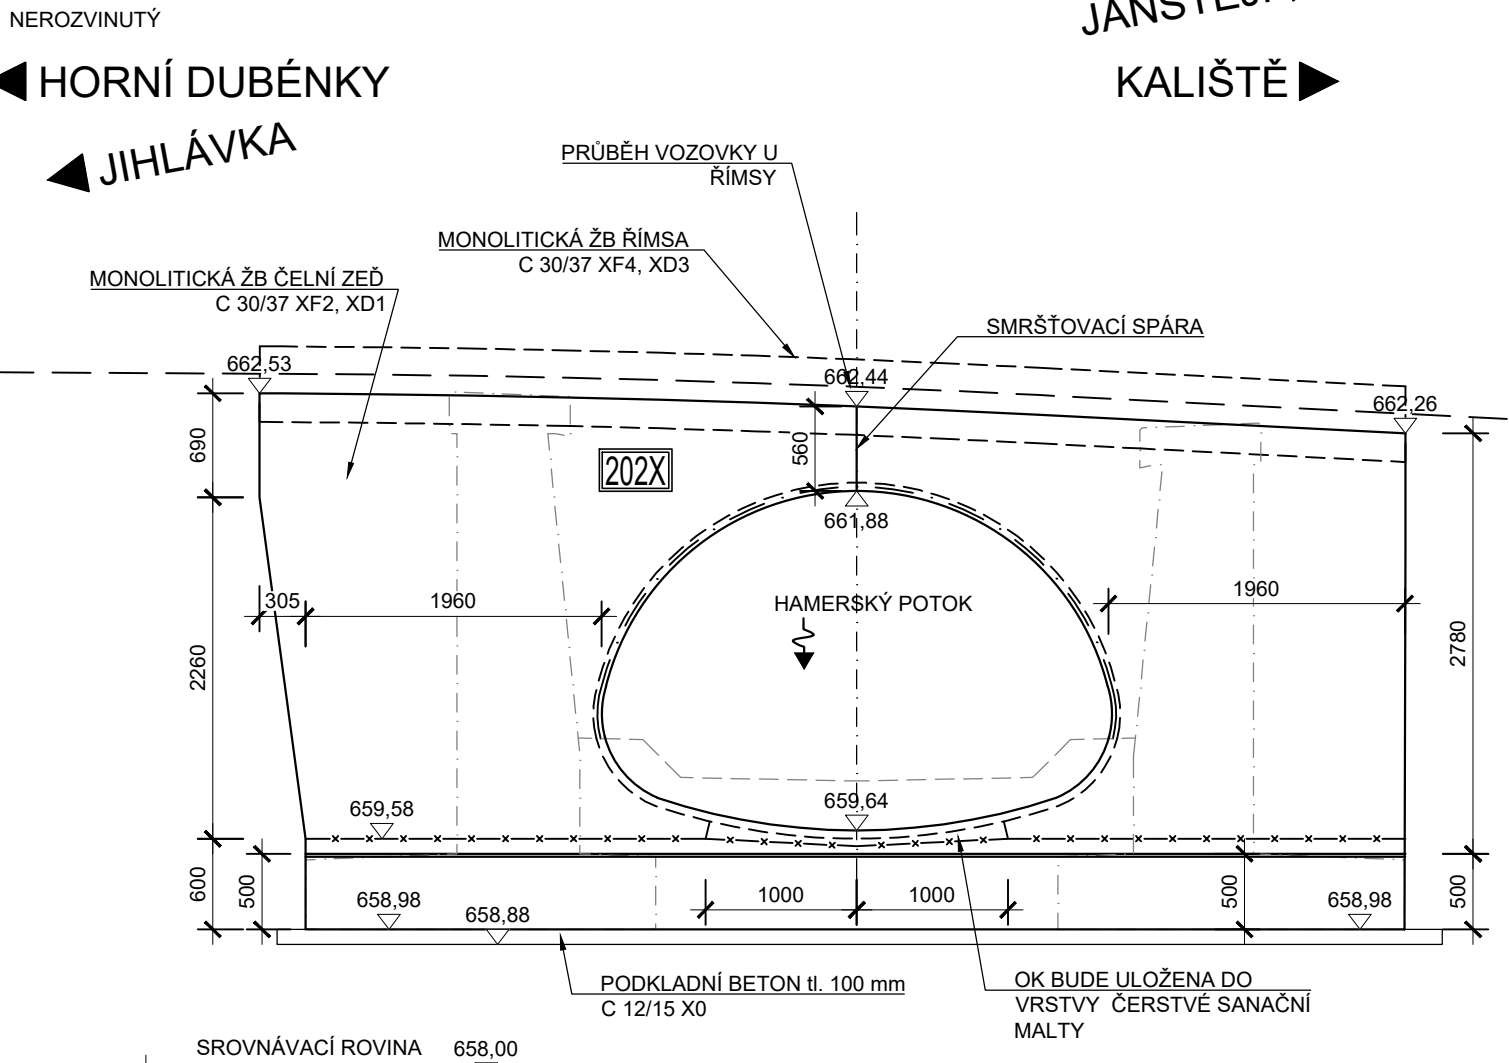 NEROZVINUTÝ
HORNÍ DUBÉNKY
KALIŠTĚ
JIHLÁVKA
PRŮBĚH VOZOVKY U
ŘÍMSY
MONOLITICKÁ ŽB ŘÍMSA
C 30/37 XF4, XD3
MONOLITICKÁ ŽB ČELNÍ ZEĎ
C 30/37 XF2, XD1
SMRŠŤOVACÍ SPÁRA
662,53
662,44
662,26
690
560
202X
661,88
305
1960
HAMERSKÝ POTOK
1960
2260
2780
659,58
659,64
600
500
658,98
658,88
1000
1000
500
658,98
500
PODKLADNÍ BETON tl. 100 mm
C 12/15 X0
OK BUDE ULOŽENA DO
VRSTVY ČERSTVÉ SANAČNÍ
MALTY
SROVNÁVACÍ ROVINA 658,00